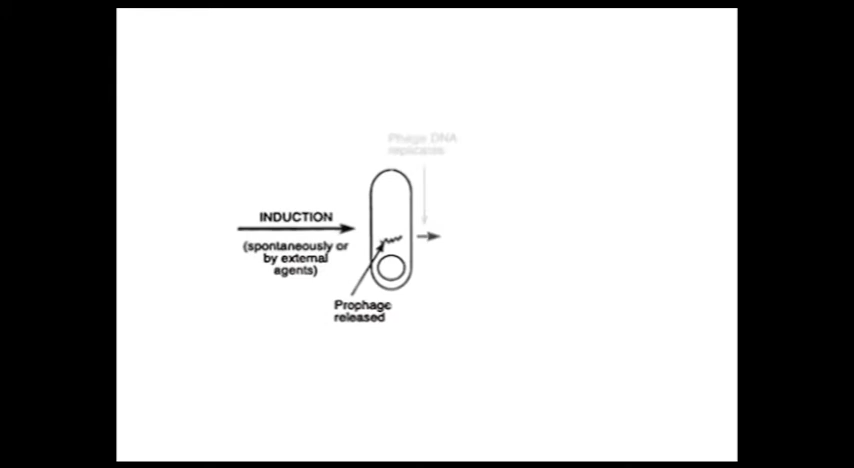 Phage DNA
replicates
INDUCTION
(spontaneously or
by external
agents)
Prophage
released